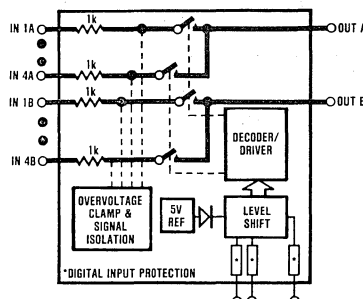 1k
IN 1A
OUT A
1k
IN 4A
1k
IN 1B
OUT B
1k
DECODER/
DRIVER
IN 4B
OVERVOLTAGE
CLAMP &
SIGNAL
ISOLATION
5V
REF
LEVEL
SHIFT
*
*
*
*DIGITAL INPUT PROTECTION